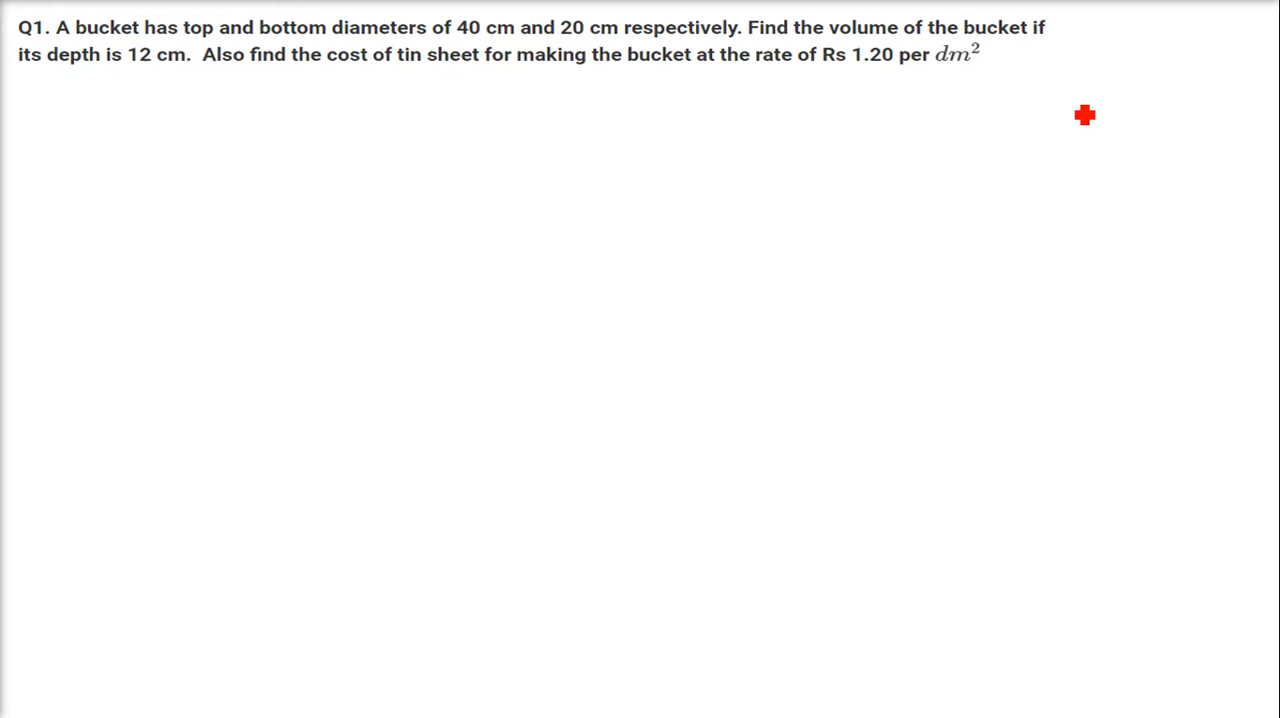 Q1. A bucket has top and bottom diameters of 40 cm and 20 cm respectively. Find the volume of the bucket if
its depth is 12 cm.  Also find the cost of tin sheet for making the bucket at the rate of Rs 1.20 per dm²